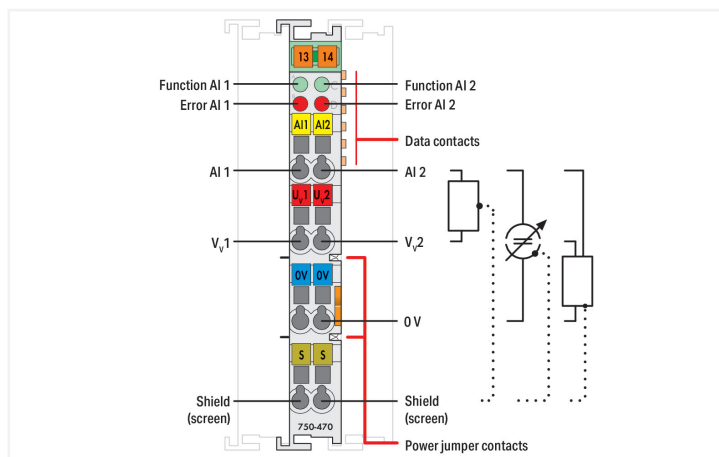 13 14
Function AI 1
Function AI 2
C
Error AI 1
Error AI 2
D
AI1 AI2
Data contacts
AI 1
AI 2
Uv1 Uv2
Vv1
Vv2
0V 0V
0 V
S S
Shield
(screen)
Shield
(screen)
750-470
Power jumper contacts